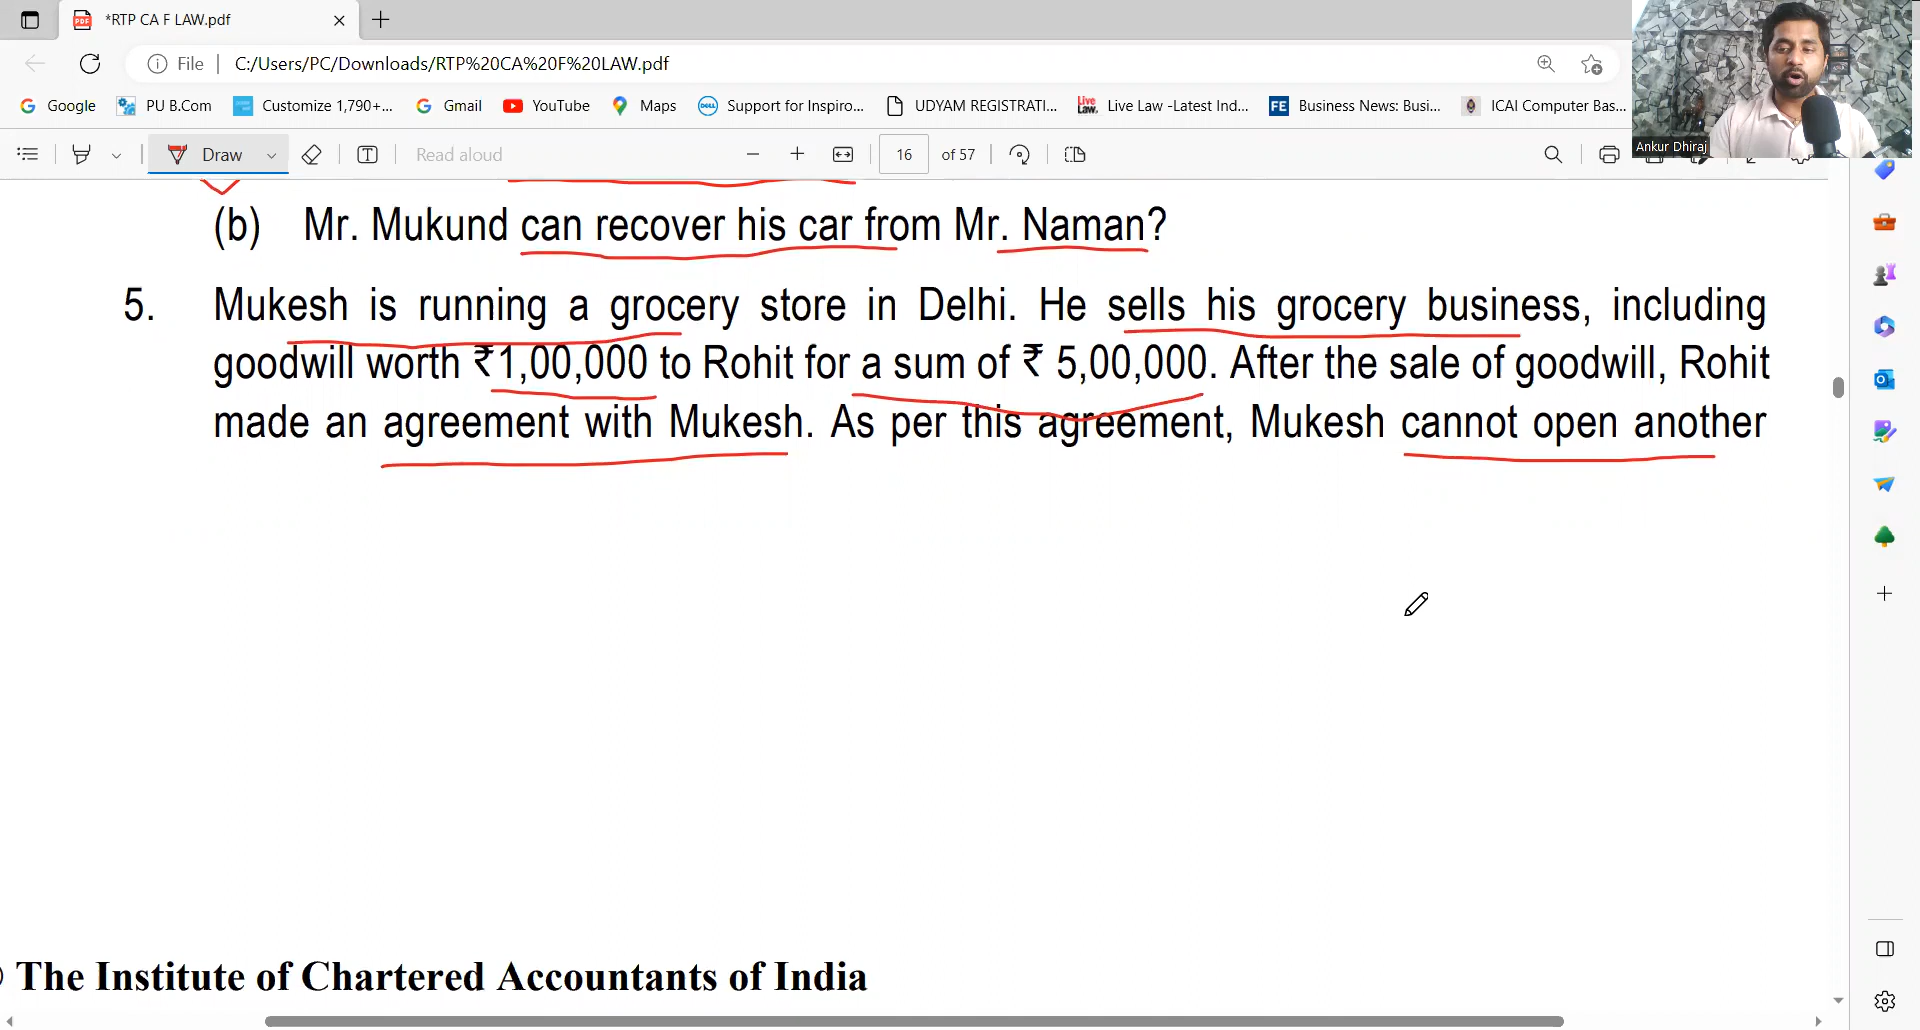 *RTP CA F LAW.pdf
File
C:/Users/PC/Downloads/RTP%20CA%20F%20LAW.pdf
Google PU B.Com Customize 1,790+... Gmail YouTube Maps Support for Inspiro... UDYAM REGISTRATI... Live Law -Latest Ind... Business News: Busi... ICAI Computer Bas...
Ankur Dhiraj
Draw Read aloud 16 of 57
(b) Mr. Mukund can recover his car from Mr. Naman?
5. Mukesh is running a grocery store in Delhi. He sells his grocery business, including
goodwill worth ₹1,00,000 to Rohit for a sum of ₹ 5,00,000. After the sale of goodwill, Rohit
made an agreement with Mukesh. As per this agreement, Mukesh cannot open another
The Institute of Chartered Accountants of India